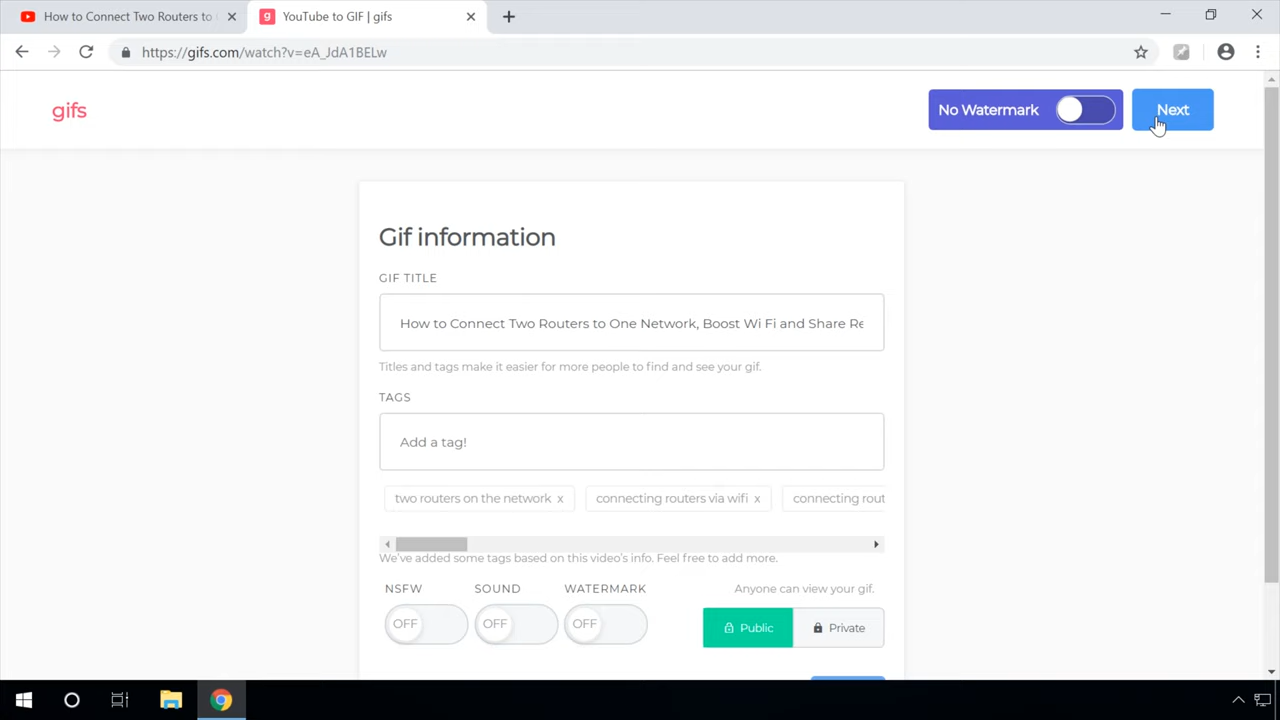 How to Connect Two Routers to
YouTube to GIF | gifs
https://gifs.com/watch?v=eA_JdA1BELw
gifs
No Watermark
Next
Gif information
GIF TITLE
How to Connect Two Routers to One Network, Boost Wi Fi and Share Re
Titles and tags make it easier for more people to find and see your gif.
TAGS
Add a tag!
two routers on the network x connecting routers via wifi x connecting rout
We've added some tags based on this video's info. Feel free to add more.
NSFW SOUND WATERMARK Anyone can view your gif.
OFF OFF OFF Public Private